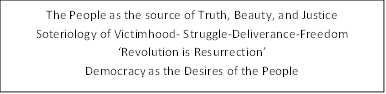 The People as the source of Truth, Beauty, and Justice
Soteriology of Victimhood- Struggle-Deliverance-Freedom
‘Revolution is Resurrection’
Democracy as the Desires of the People